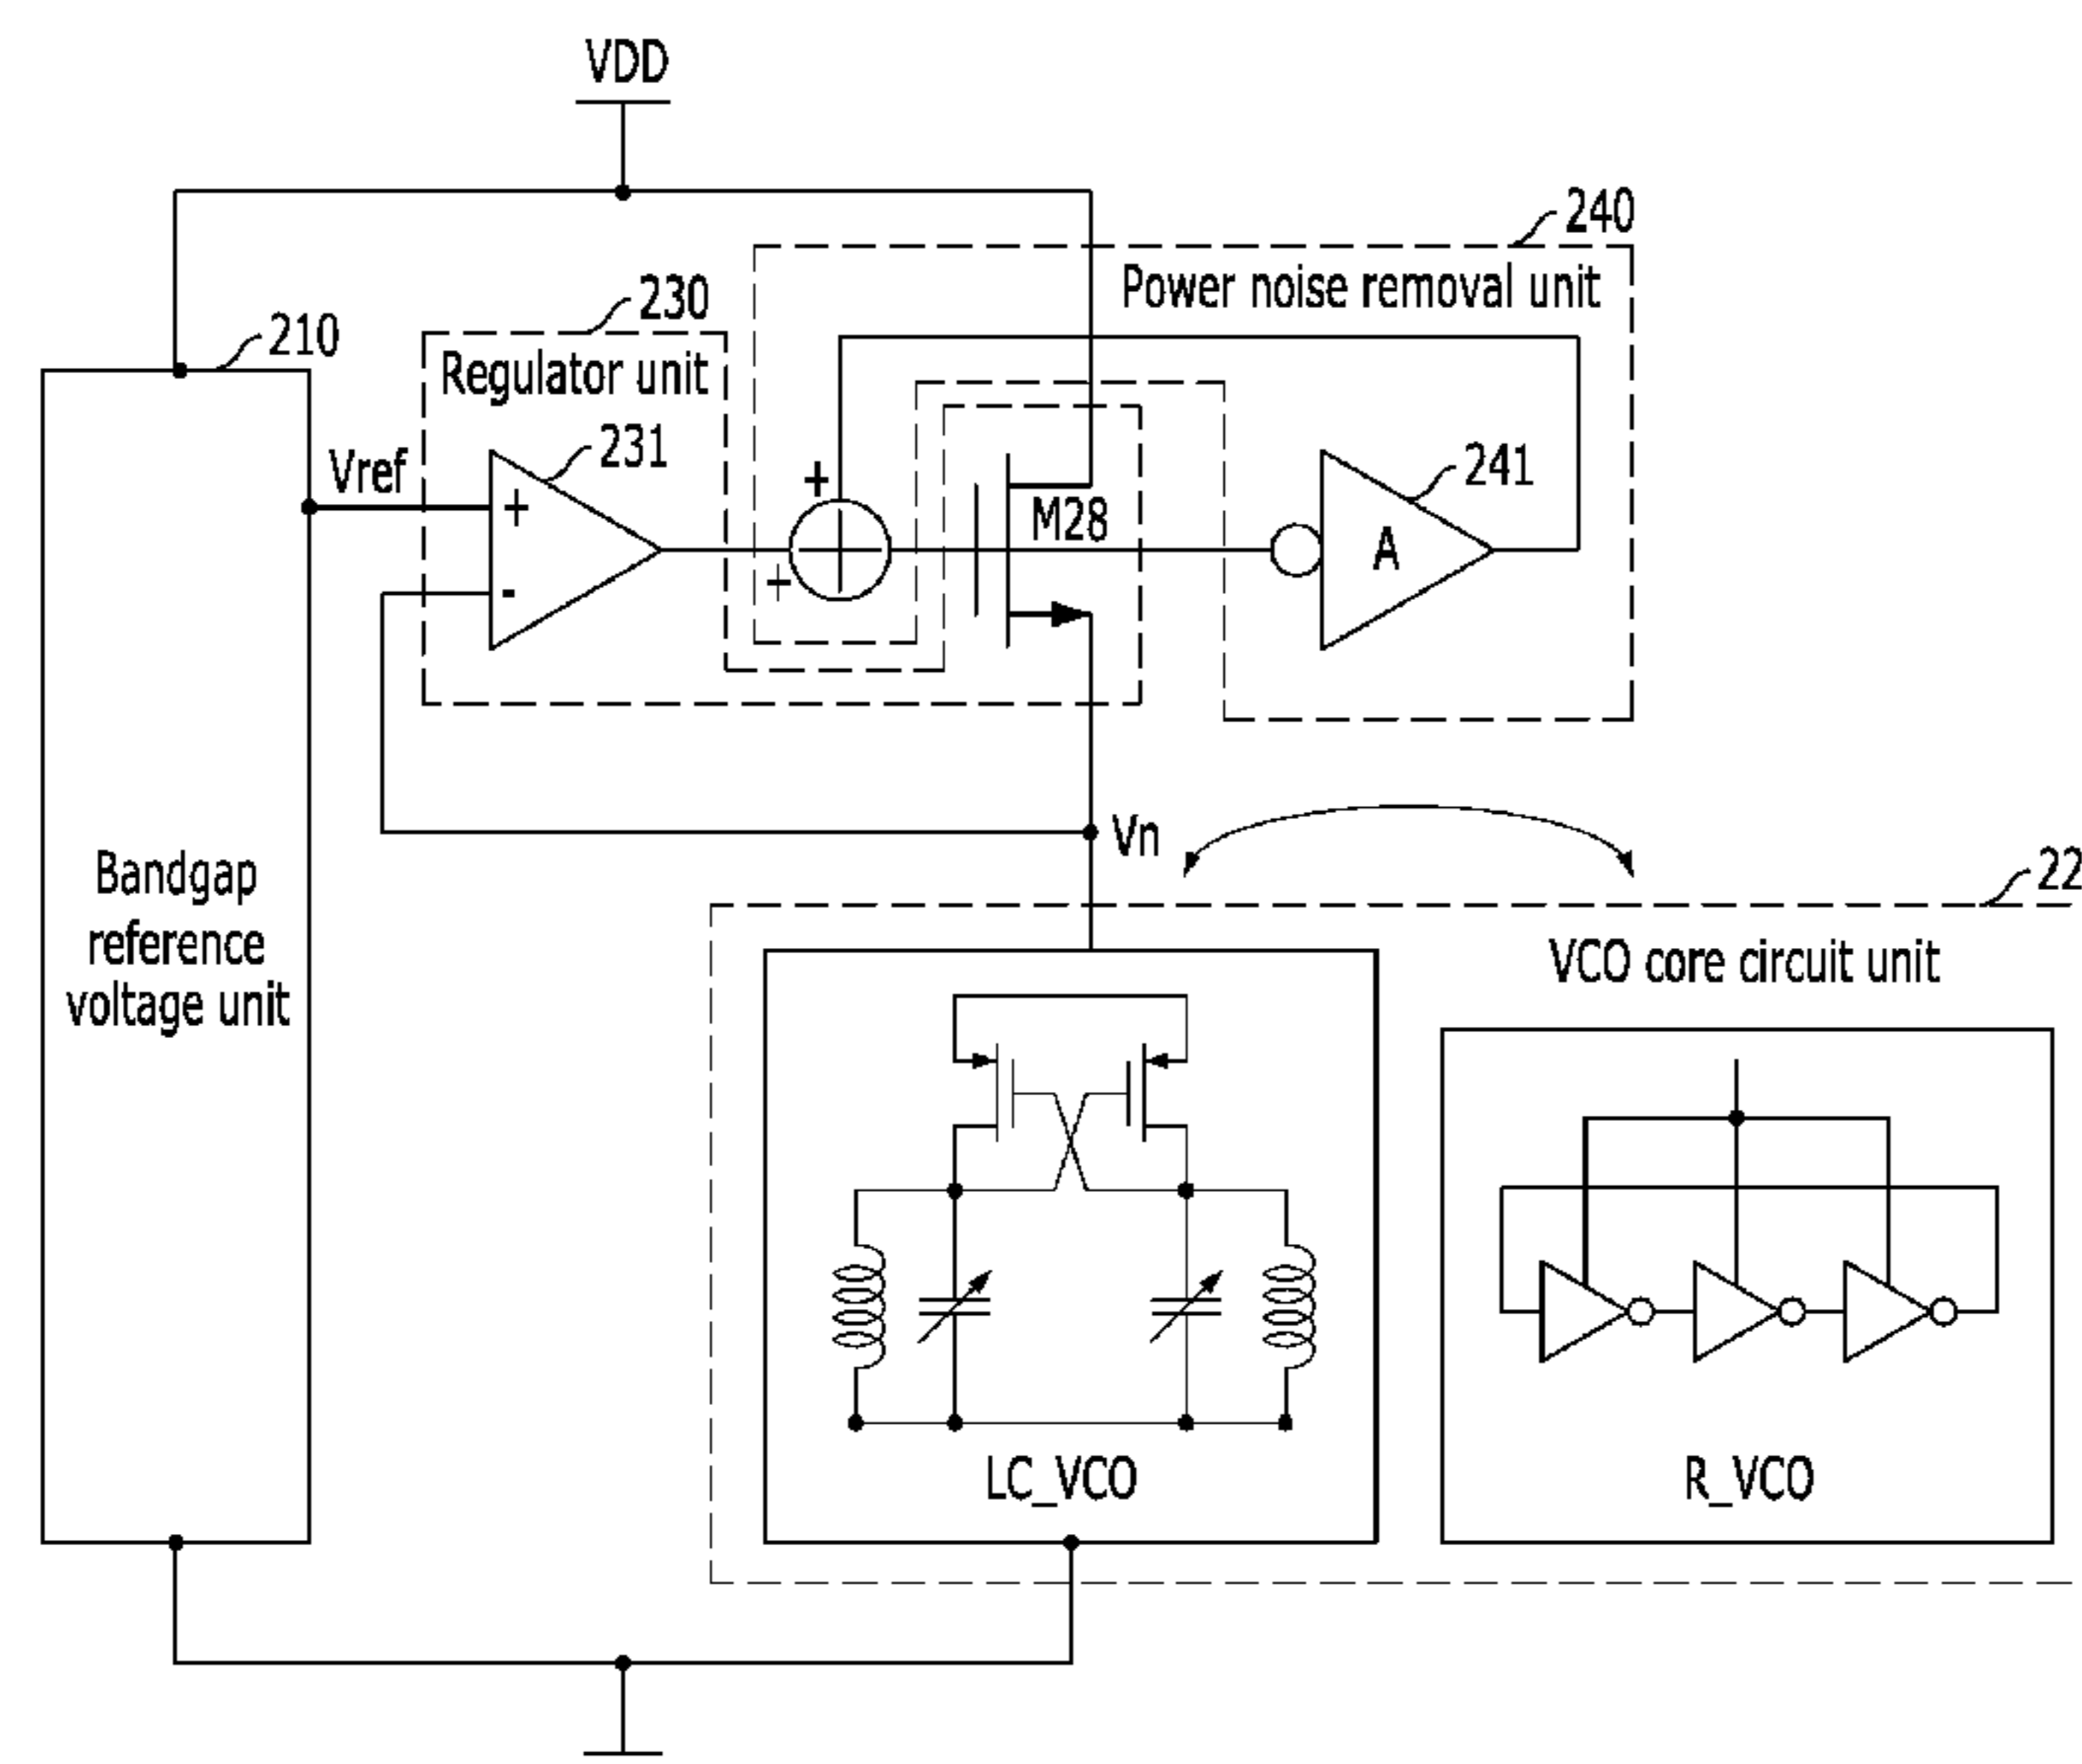 VDD
240
Power noise removal unit
230
Regulator unit
210
231
241
Vref
+
+
M28
A
+
-
Vn
22
VCO core circuit unit
Bandgap
reference
voltage unit
LC_VCO
R_VCO